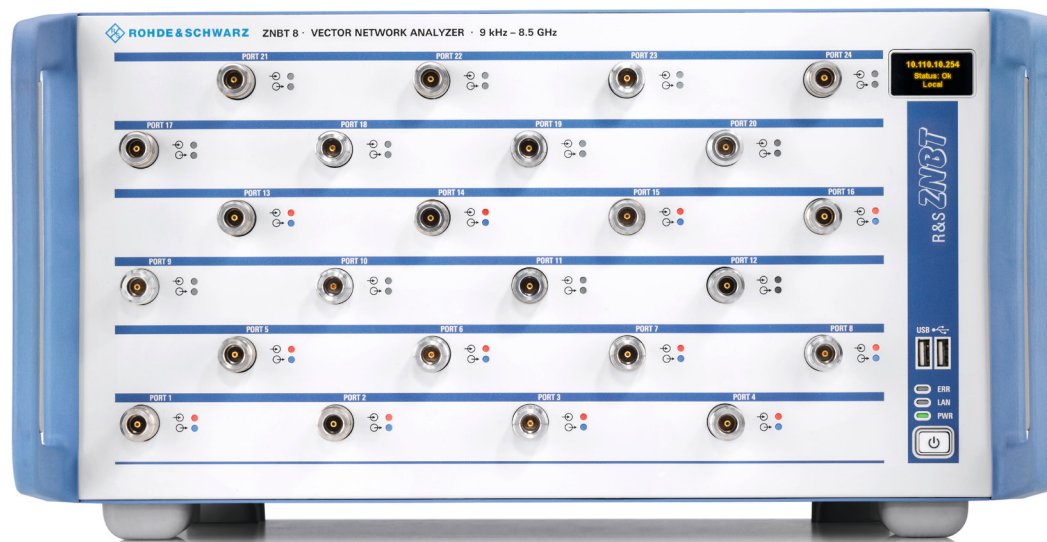 ROHDE&SCHWARZ ZNBT 8 · VECTOR NETWORK ANALYZER · 9 kHz – 8.5 GHz
PORT 21 PORT 22 PORT 23 PORT 24
10.110.10.254
Status: Ok
Local
PORT 17 PORT 18 PORT 19 PORT 20
R&S ZNBT
PORT 13 PORT 14 PORT 15 PORT 16
PORT 9 PORT 10 PORT 11 PORT 12
PORT 5 PORT 6 PORT 7 PORT 8
USB
ERR
LAN
PWR
PORT 1 PORT 2 PORT 3 PORT 4